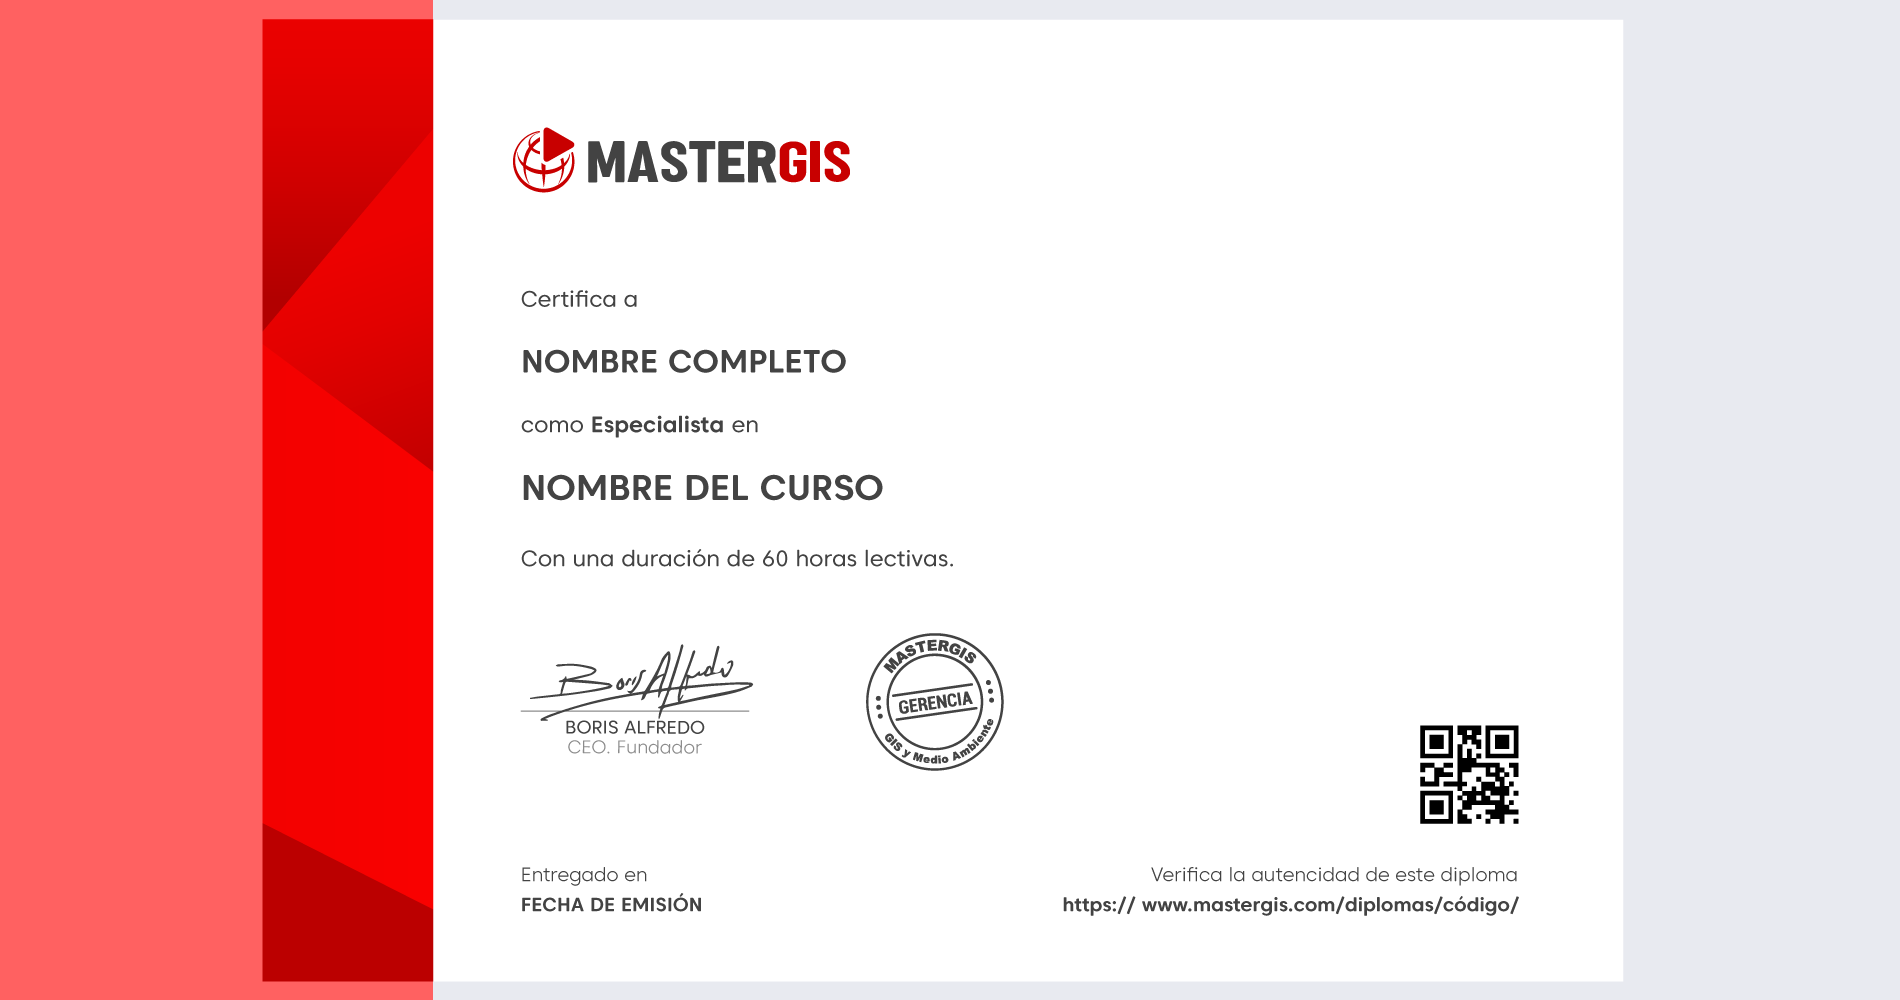 MASTERGIS
Certifica a
NOMBRE COMPLETO
como Especialista en
NOMBRE DEL CURSO
Con una duración de 60 horas lectivas.
Boris Alfredo
BORIS ALFREDO
CEO. Fundador
MASTERGIS
GERENCIA
GIS y Medio Ambiente
Entregado en
FECHA DE EMISIÓN
Verifica la autencidad de este diploma
https:// www.mastergis.com/diplomas/código/